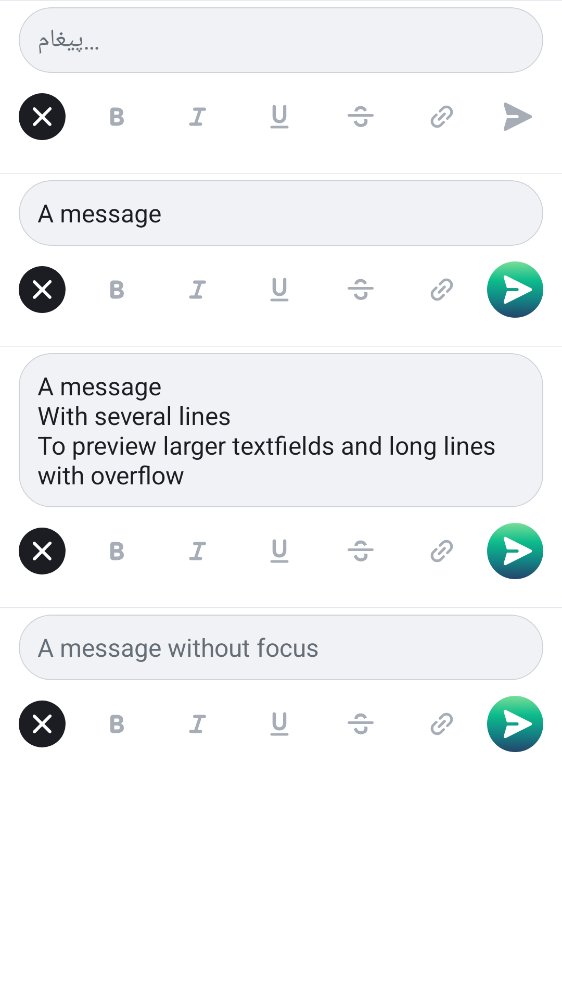 پیغام…
A message
A message
With several lines
To preview larger textfields and long lines
with overflow
A message without focus